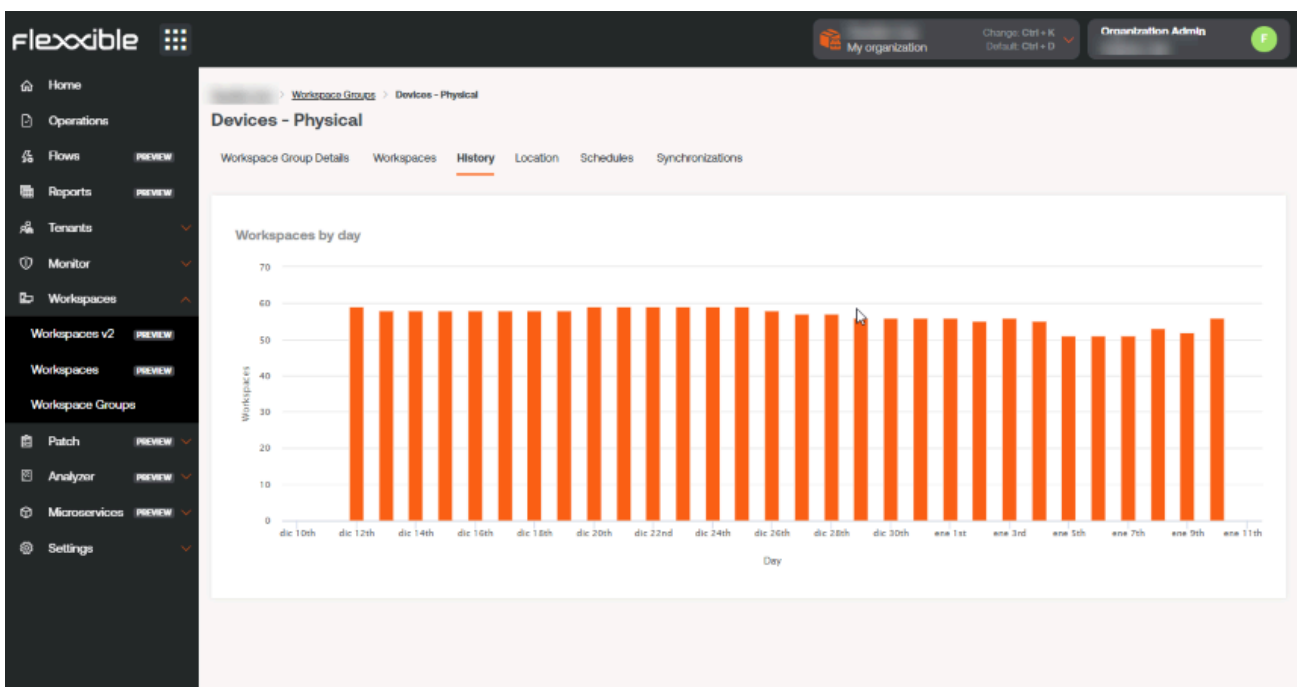 Flexxible
My organization
Change: Ctrl + K
Default: Ctrl + D
Organization Admin
F
Home
Operations
Flows PREVIEW
Reports PREVIEW
Tenants
Monitor
Workspaces
Workspaces v2 PREVIEW
Workspaces PREVIEW
Workspace Groups
Patch PREVIEW
Analyzer PREVIEW
Microservices PREVIEW
Settings
> Workspace Groups > Devices - Physical
Devices - Physical
Workspace Group Details Workspaces History Location Schedules Synchronizations
Workspaces by day
70
60
50
40
30
20
10
0
Workspaces
dic 10th dic 12th dic 14th dic 16th dic 18th dic 20th dic 22nd dic 24th dic 26th dic 28th dic 30th ene 1st ene 3rd ene 5th ene 7th ene 9th ene 11th
Day